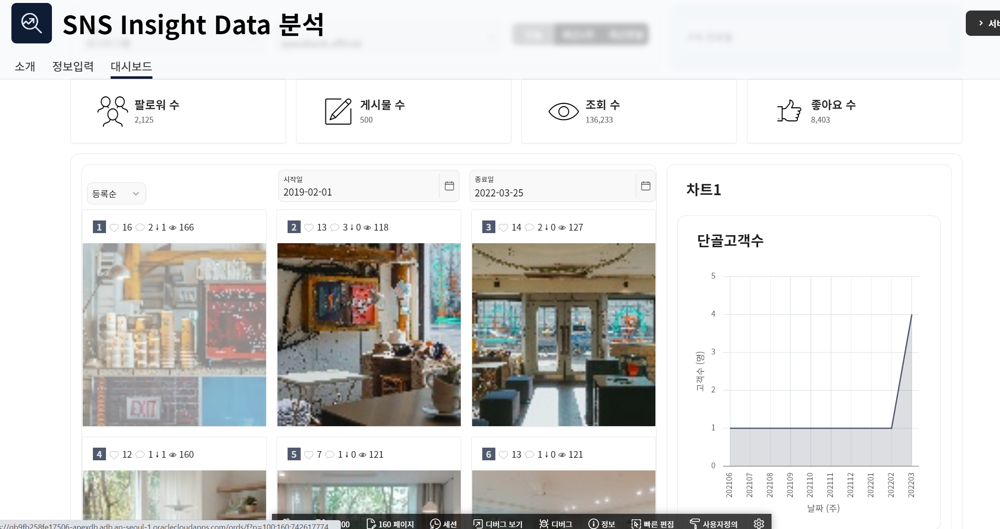 SNS Insight Data 분석
소개 정보입력 대시보드
팔로워 수
2,125
게시물 수
500
조회 수
136,233
좋아요 수
8,403
등록순
시작일
2019-02-01
종료일
2022-03-25
1 16 2 1 166
2 13 3 0 118
3 14 2 0 127
EXIT
4 12 1 1 160
5 7 1 0 121
6 13 1 0 121
차트1
단골고객수
고객수 (명)
5
4
3
2
1
0
202106 202107 202108 202109 202110 202111 202112 202201 202202 202203
날짜 (주)
s://gb9fb258fe17506-apexdb.adb.ap-seoul-1.oraclecloudapps.com/ords/f?p=100:160:742617774...
160 페이지 세션 디버그 보기 디버그 정보 빠른 편집 사용자정의